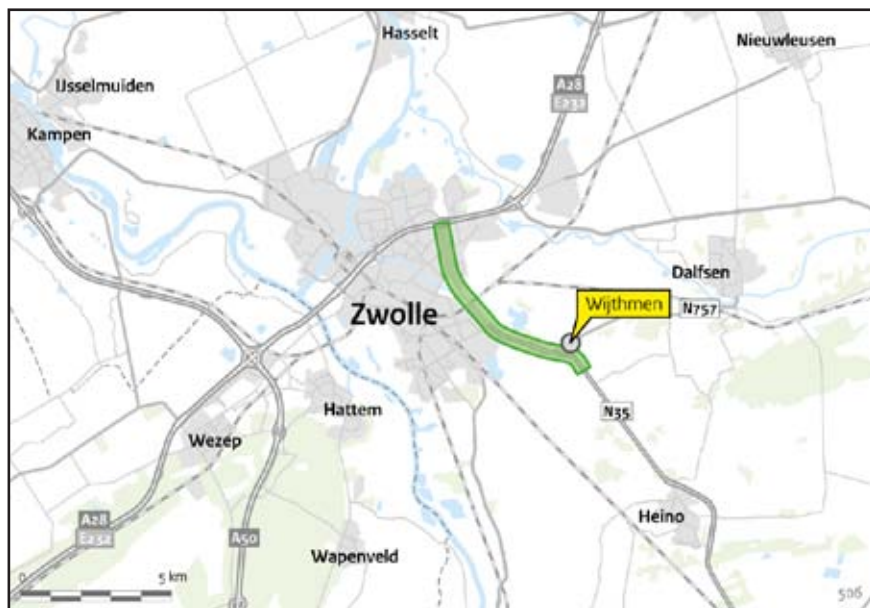 Hasselt
Nieuwleusen
IJsselmuiden
A28
E232
Kampen
Dalfsen
Wijthmen
N757
Zwolle
N35
Hattem
Wezep
Heino
A28
E232
A50
Wapenveld
0
5 km
506